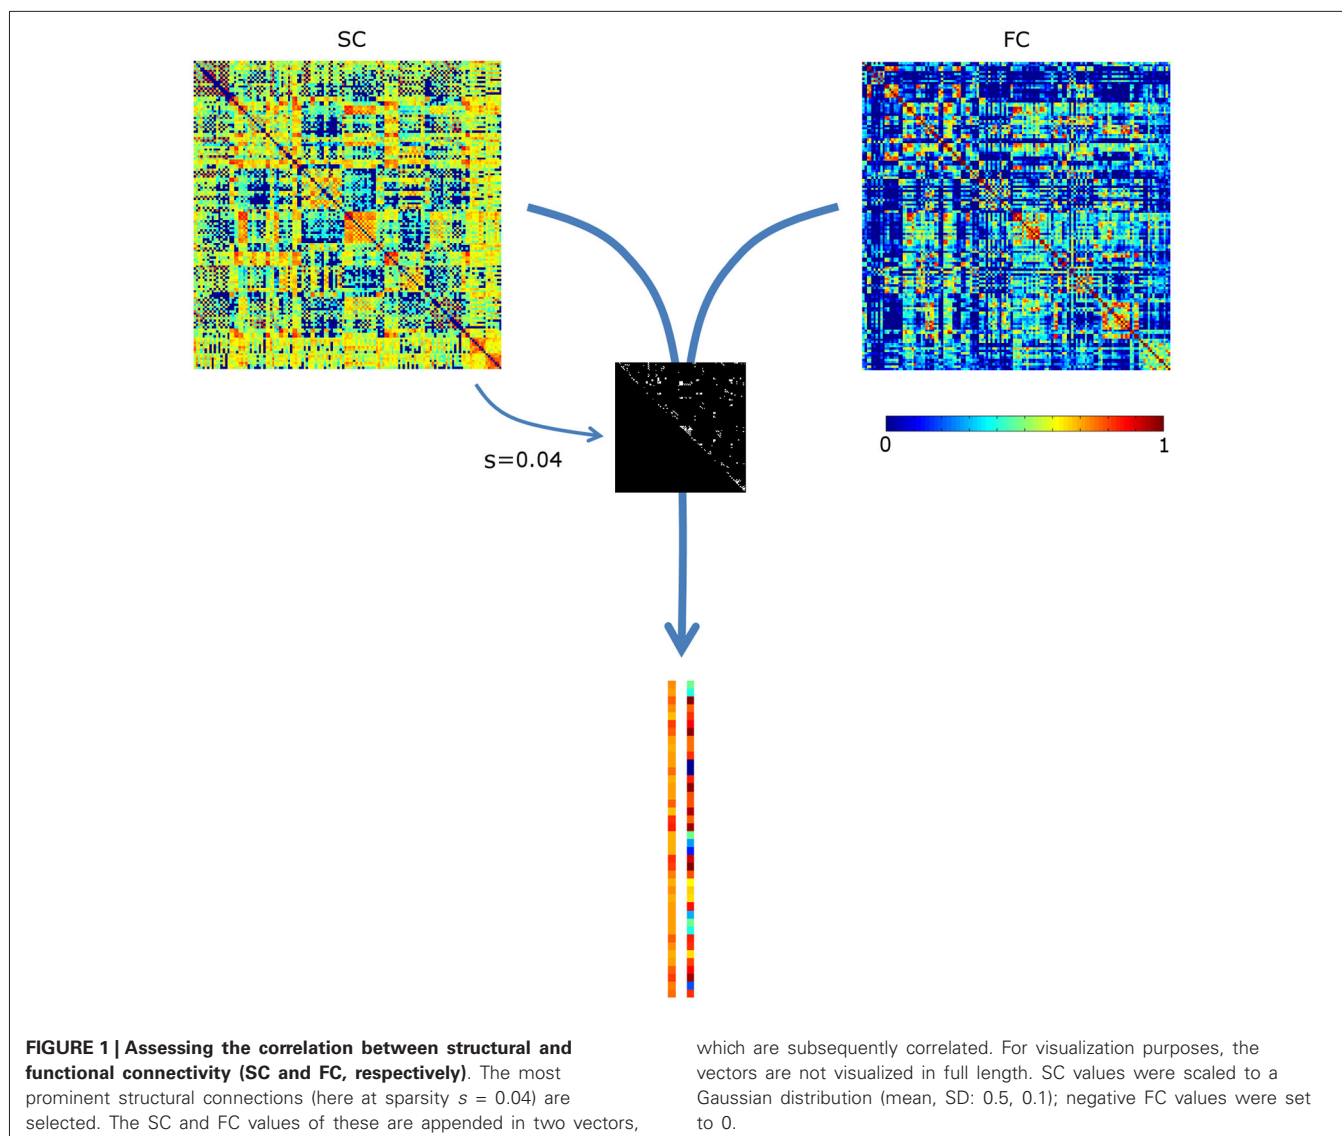 SC
FC
s=0.04
0
1
FIGURE 1 | Assessing the correlation between structural and
functional connectivity (SC and FC, respectively). The most
prominent structural connections (here at sparsity s = 0.04) are
selected. The SC and FC values of these are appended in two vectors,
which are subsequently correlated. For visualization purposes, the
vectors are not visualized in full length. SC values were scaled to a
Gaussian distribution (mean, SD: 0.5, 0.1); negative FC values were set
to 0.